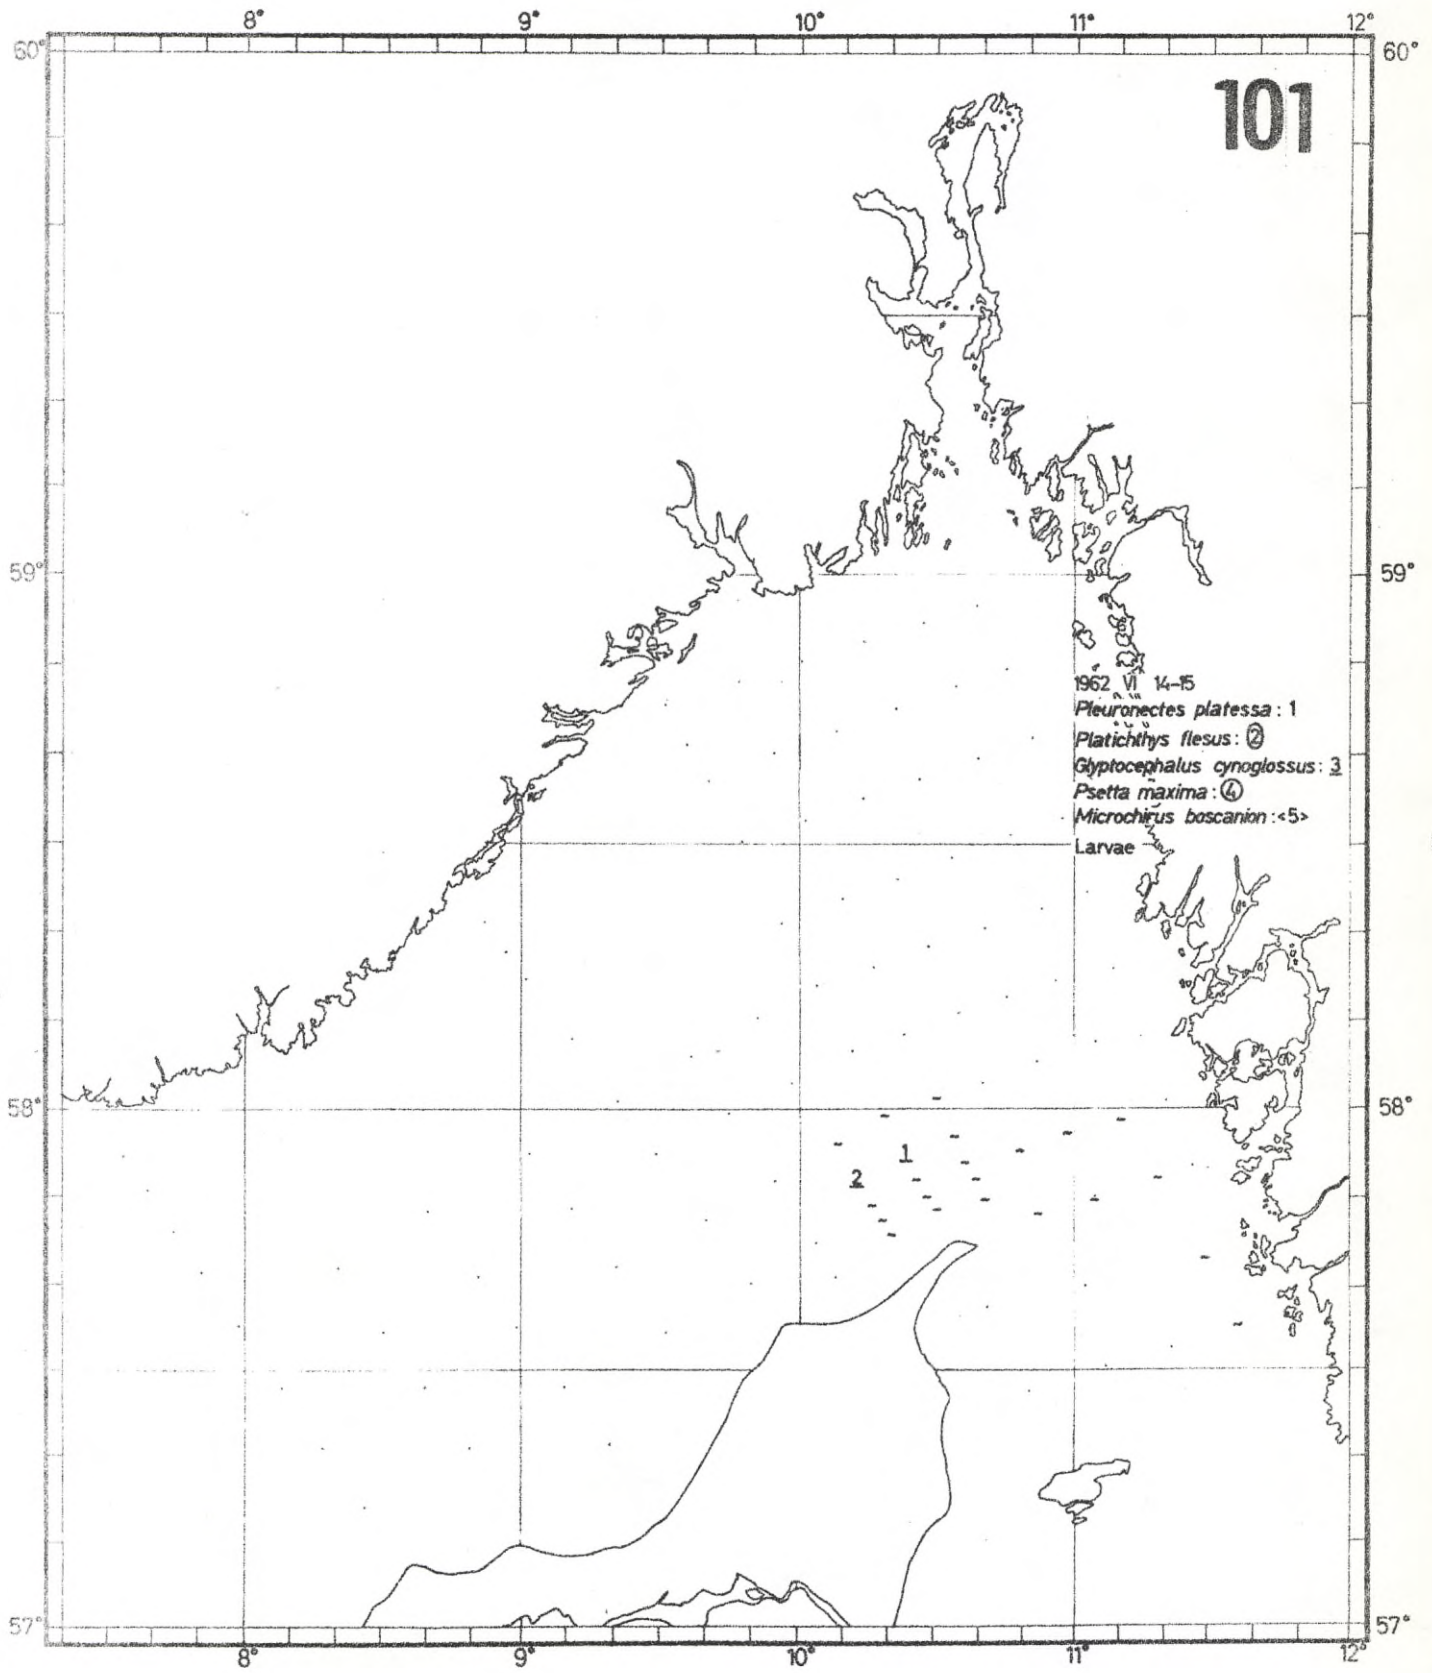 8° 9° 10° 11° 12°
60° 60°
101
59° 59°
1962 VI 14-15
Pleuronectes platessa: 1
Platichthys flesus: ②
Glyptocephalus cynoglossus: 3
Psetta maxima: ④
Microchirus boscanion: <5>
Larvae
58° 58°
1
2
57° 57°
8° 9° 10° 11° 12°